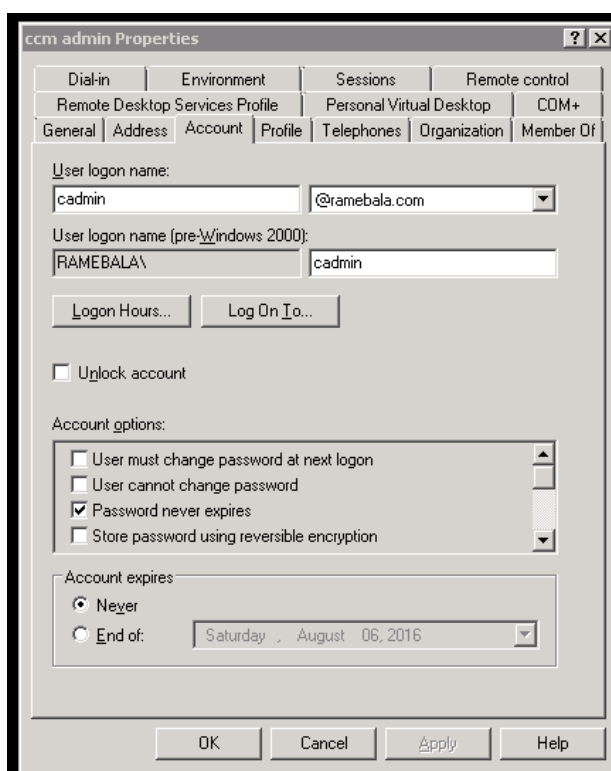 ccm admin Properties
Dial-in Environment Sessions Remote control
Remote Desktop Services Profile Personal Virtual Desktop COM+
General Address Account Profile Telephones Organization Member Of
User logon name:
cadmin @ramebala.com
User logon name (pre-Windows 2000):
RAMEBALA\ cadmin
Logon Hours... Log On To...
Unlock account
Account options:
User must change password at next logon
User cannot change password
Password never expires
Store password using reversible encryption
Account expires
Never
End of: Saturday , August 06, 2016
OK Cancel Apply Help